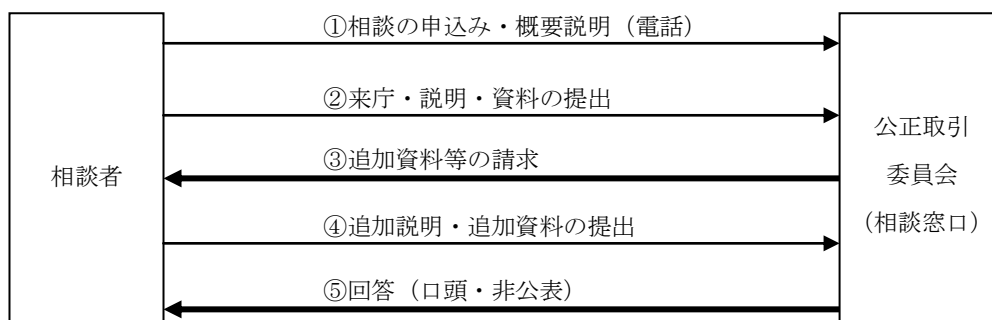 ①相談の申込み・概要説明（電話）
②来庁・説明・資料の提出
③追加資料等の請求
④追加説明・追加資料の提出
⑤回答（口頭・非公表）
相談者
公正取引
委員会
（相談窓口）